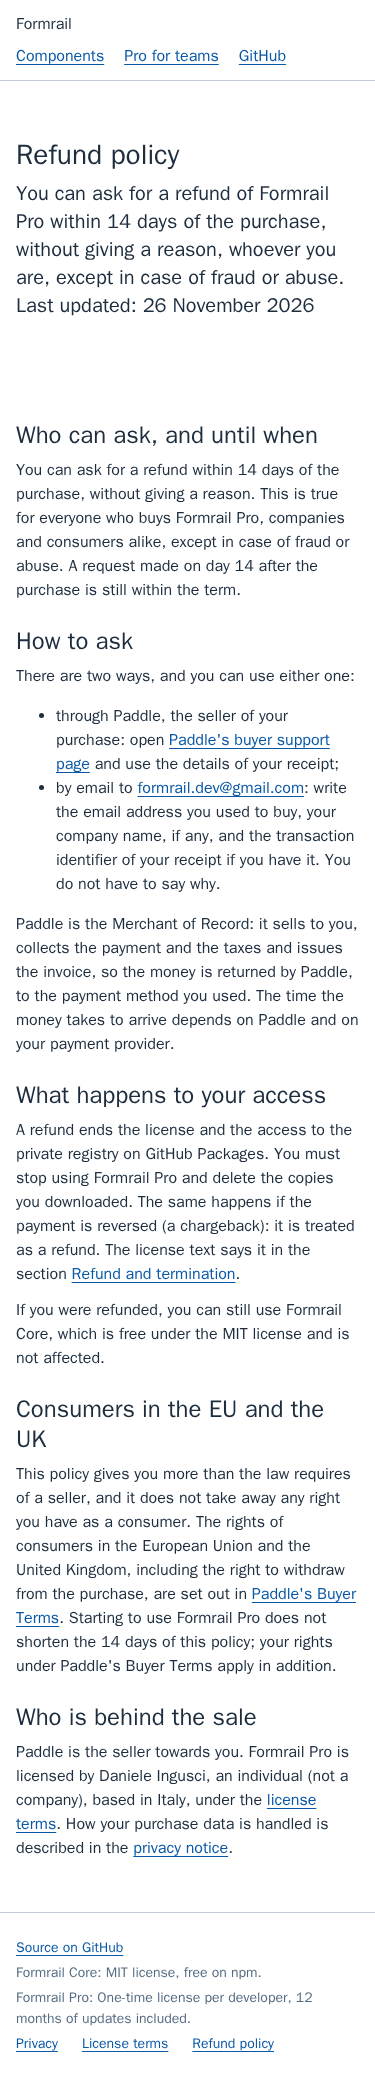 Formrail
Components Pro for teams GitHub
Refund policy
You can ask for a refund of Formrail
Pro within 14 days of the purchase,
without giving a reason, whoever you
are, except in case of fraud or abuse.
Last updated: 26 November 2026
Who can ask, and until when
You can ask for a refund within 14 days of the
purchase, without giving a reason. This is true
for everyone who buys Formrail Pro, companies
and consumers alike, except in case of fraud or
abuse. A request made on day 14 after the
purchase is still within the term.
How to ask
There are two ways, and you can use either one:
• through Paddle, the seller of your
purchase: open Paddle's buyer support
page and use the details of your receipt;
• by email to formrail.dev@gmail.com: write
the email address you used to buy, your
company name, if any, and the transaction
identifier of your receipt if you have it. You
do not have to say why.
Paddle is the Merchant of Record: it sells to you,
collects the payment and the taxes and issues
the invoice, so the money is returned by Paddle,
to the payment method you used. The time the
money takes to arrive depends on Paddle and on
your payment provider.
What happens to your access
A refund ends the license and the access to the
private registry on GitHub Packages. You must
stop using Formrail Pro and delete the copies
you downloaded. The same happens if the
payment is reversed (a chargeback): it is treated
as a refund. The license text says it in the
section Refund and termination.
If you were refunded, you can still use Formrail
Core, which is free under the MIT license and is
not affected.
Consumers in the EU and the
UK
This policy gives you more than the law requires
of a seller, and it does not take away any right
you have as a consumer. The rights of
consumers in the European Union and the
United Kingdom, including the right to withdraw
from the purchase, are set out in Paddle's Buyer
Terms. Starting to use Formrail Pro does not
shorten the 14 days of this policy; your rights
under Paddle's Buyer Terms apply in addition.
Who is behind the sale
Paddle is the seller towards you. Formrail Pro is
licensed by Daniele Ingusci, an individual (not a
company), based in Italy, under the license
terms. How your purchase data is handled is
described in the privacy notice.
Source on GitHub
Formrail Core: MIT license, free on npm.
Formrail Pro: One-time license per developer, 12
months of updates included.
Privacy License terms Refund policy